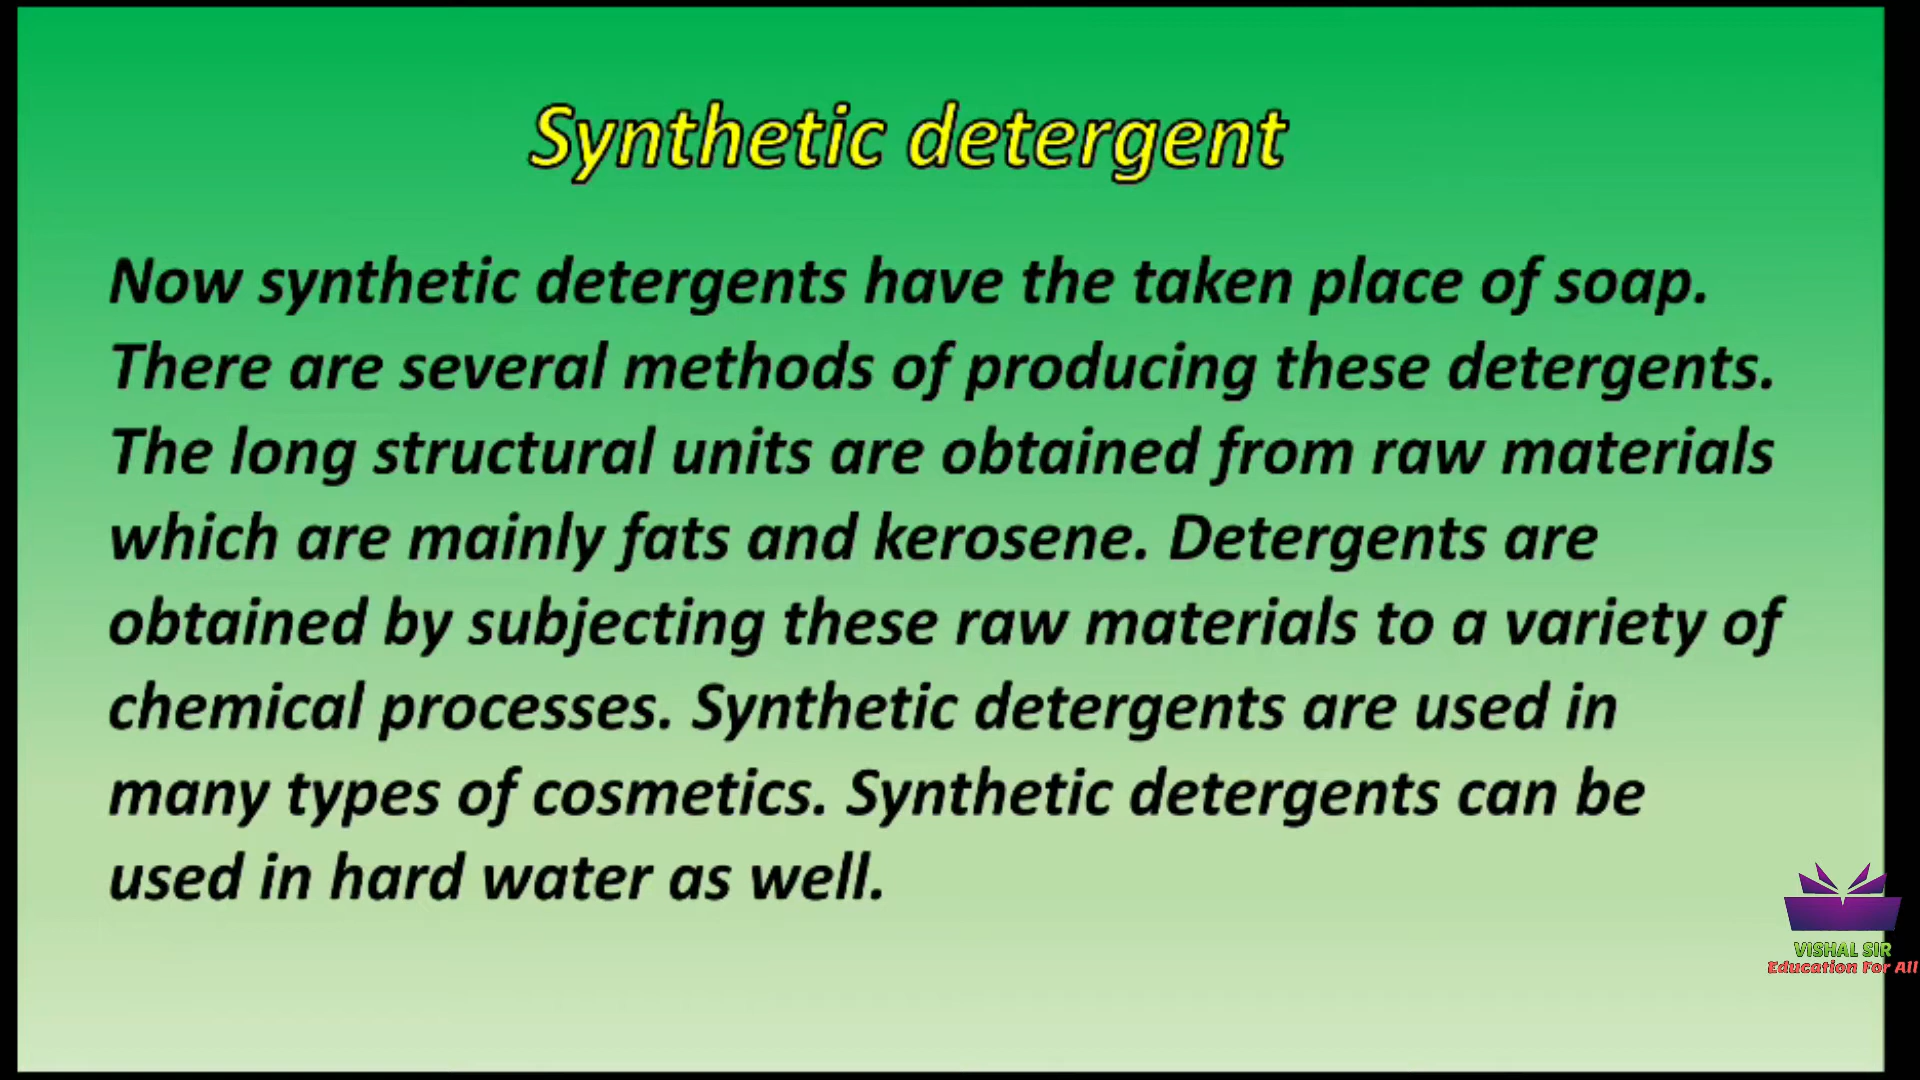 Synthetic detergent
Now synthetic detergents have the taken place of soap.
There are several methods of producing these detergents.
The long structural units are obtained from raw materials
which are mainly fats and kerosene. Detergents are
obtained by subjecting these raw materials to a variety of
chemical processes. Synthetic detergents are used in
many types of cosmetics. Synthetic detergents can be
used in hard water as well.
VISHAL SIR
Education For All